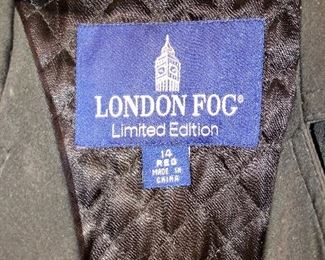 LONDON FOG®
Limited Edition
14
REG
MADE IN
CHINA